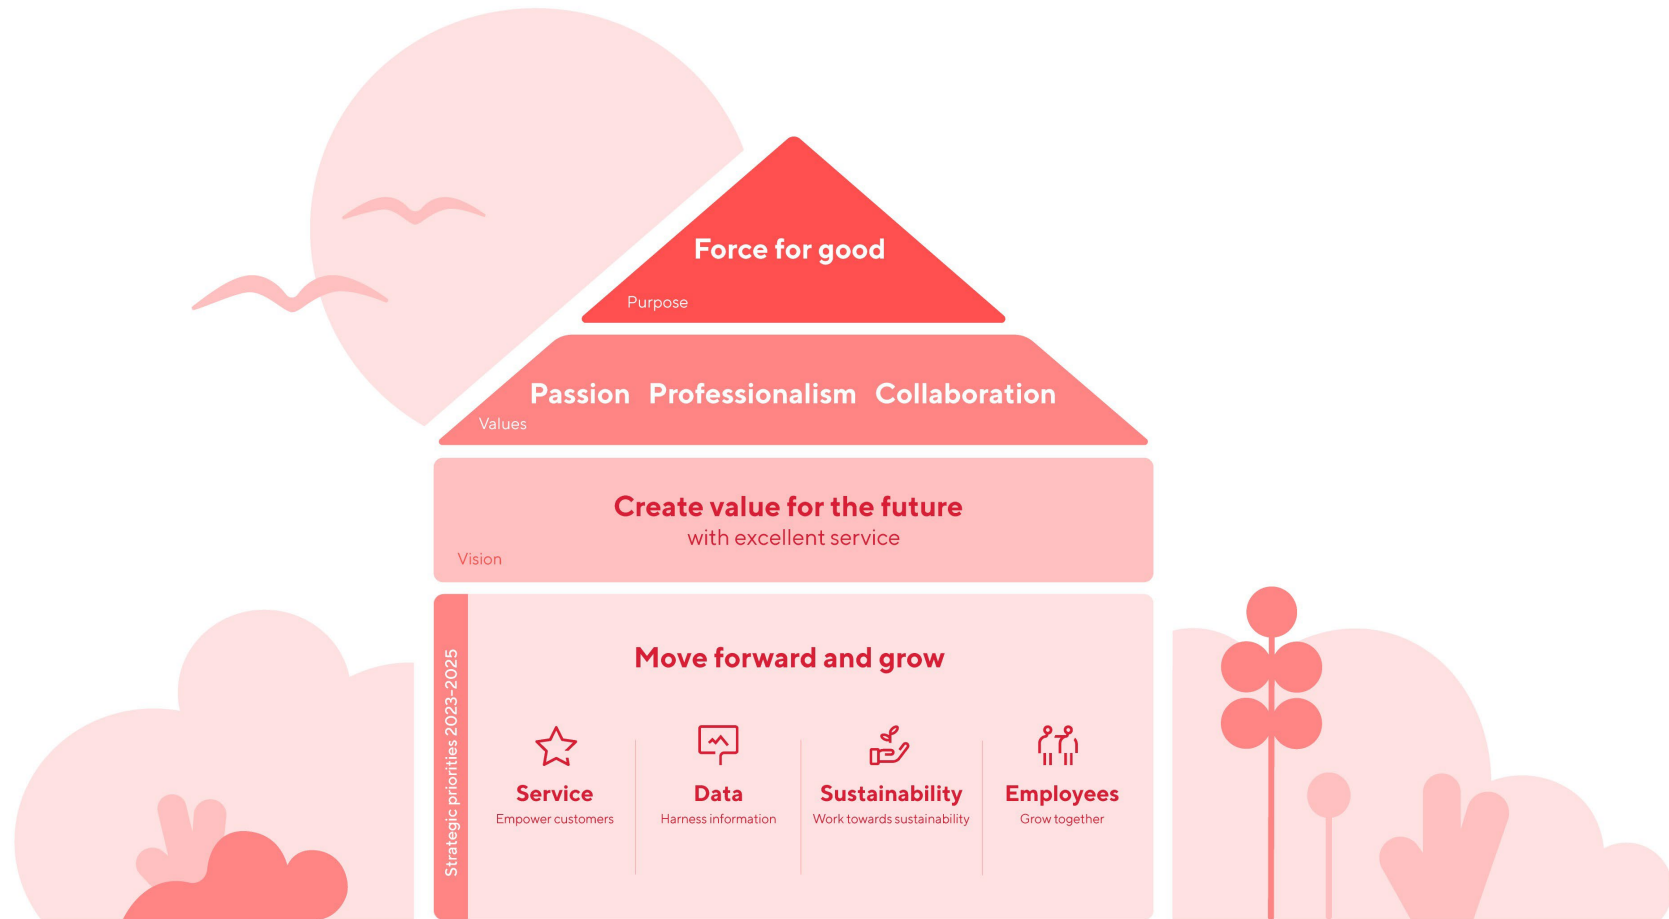 Force for good
Purpose
Passion Professionalism Collaboration
Values
Create value for the future
with excellent service
Vision
Strategic priorities 2023-2025
Move forward and grow
Service
Empower customers
Data
Harness information
Sustainability
Work towards sustainability
Employees
Grow together